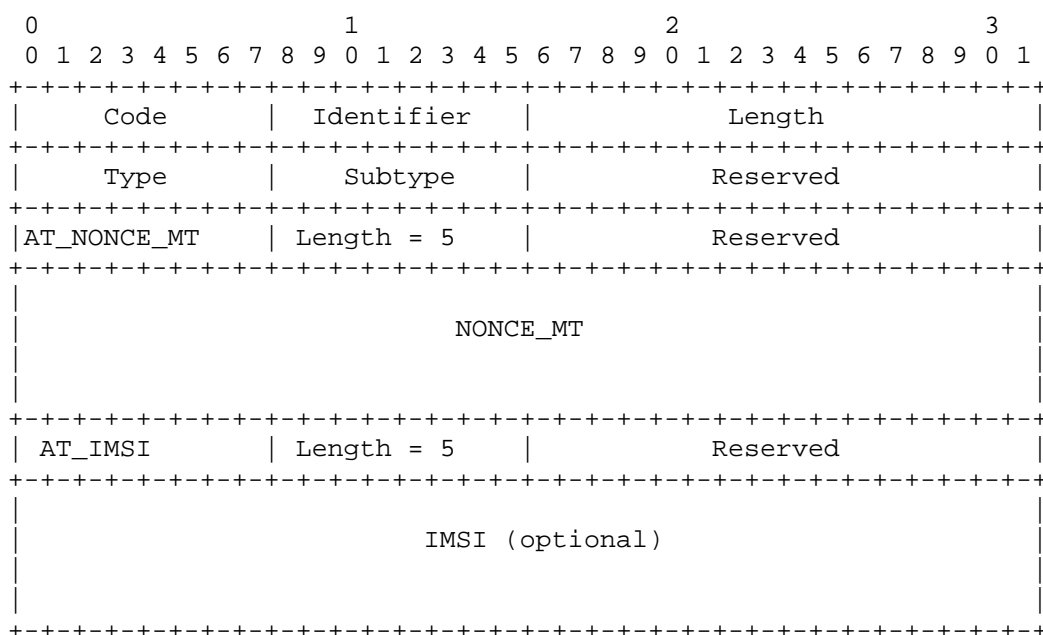 0                   1                   2                   3
0 1 2 3 4 5 6 7 8 9 0 1 2 3 4 5 6 7 8 9 0 1 2 3 4 5 6 7 8 9 0 1
+-+-+-+-+-+-+-+-+-+-+-+-+-+-+-+-+-+-+-+-+-+-+-+-+-+-+-+-+-+-+-+-+
|     Code      |  Identifier   |            Length             |
+-+-+-+-+-+-+-+-+-+-+-+-+-+-+-+-+-+-+-+-+-+-+-+-+-+-+-+-+-+-+-+-+
|     Type      |    Subtype    |           Reserved            |
+-+-+-+-+-+-+-+-+-+-+-+-+-+-+-+-+-+-+-+-+-+-+-+-+-+-+-+-+-+-+-+-+
|AT_NONCE_MT    | Length = 5    |           Reserved            |
+-+-+-+-+-+-+-+-+-+-+-+-+-+-+-+-+-+-+-+-+-+-+-+-+-+-+-+-+-+-+-+-+
|                                                               |
|                           NONCE_MT                            |
|                                                               |
|                                                               |
+-+-+-+-+-+-+-+-+-+-+-+-+-+-+-+-+-+-+-+-+-+-+-+-+-+-+-+-+-+-+-+-+
| AT_IMSI       | Length = 5    |           Reserved            |
+-+-+-+-+-+-+-+-+-+-+-+-+-+-+-+-+-+-+-+-+-+-+-+-+-+-+-+-+-+-+-+-+
|                                                               |
|                         IMSI (optional)                       |
|                                                               |
|                                                               |
+-+-+-+-+-+-+-+-+-+-+-+-+-+-+-+-+-+-+-+-+-+-+-+-+-+-+-+-+-+-+-+-+